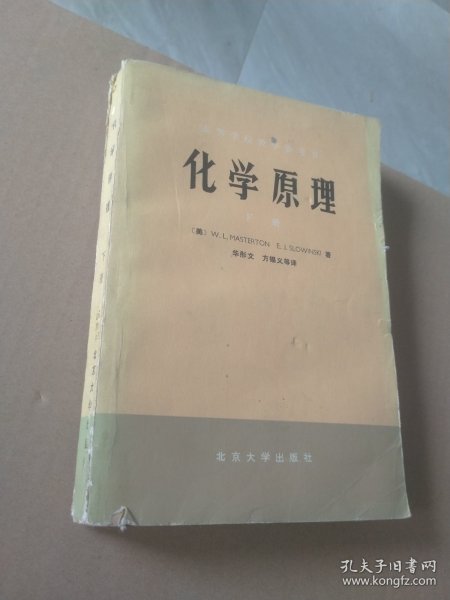 化学原理
下册
〔美〕W. L. MASTERTON E. J. SLOWINSKI 著
华彤文 方锡义等译
北京大学出版社
孔夫子旧书网
www.kongfz.com